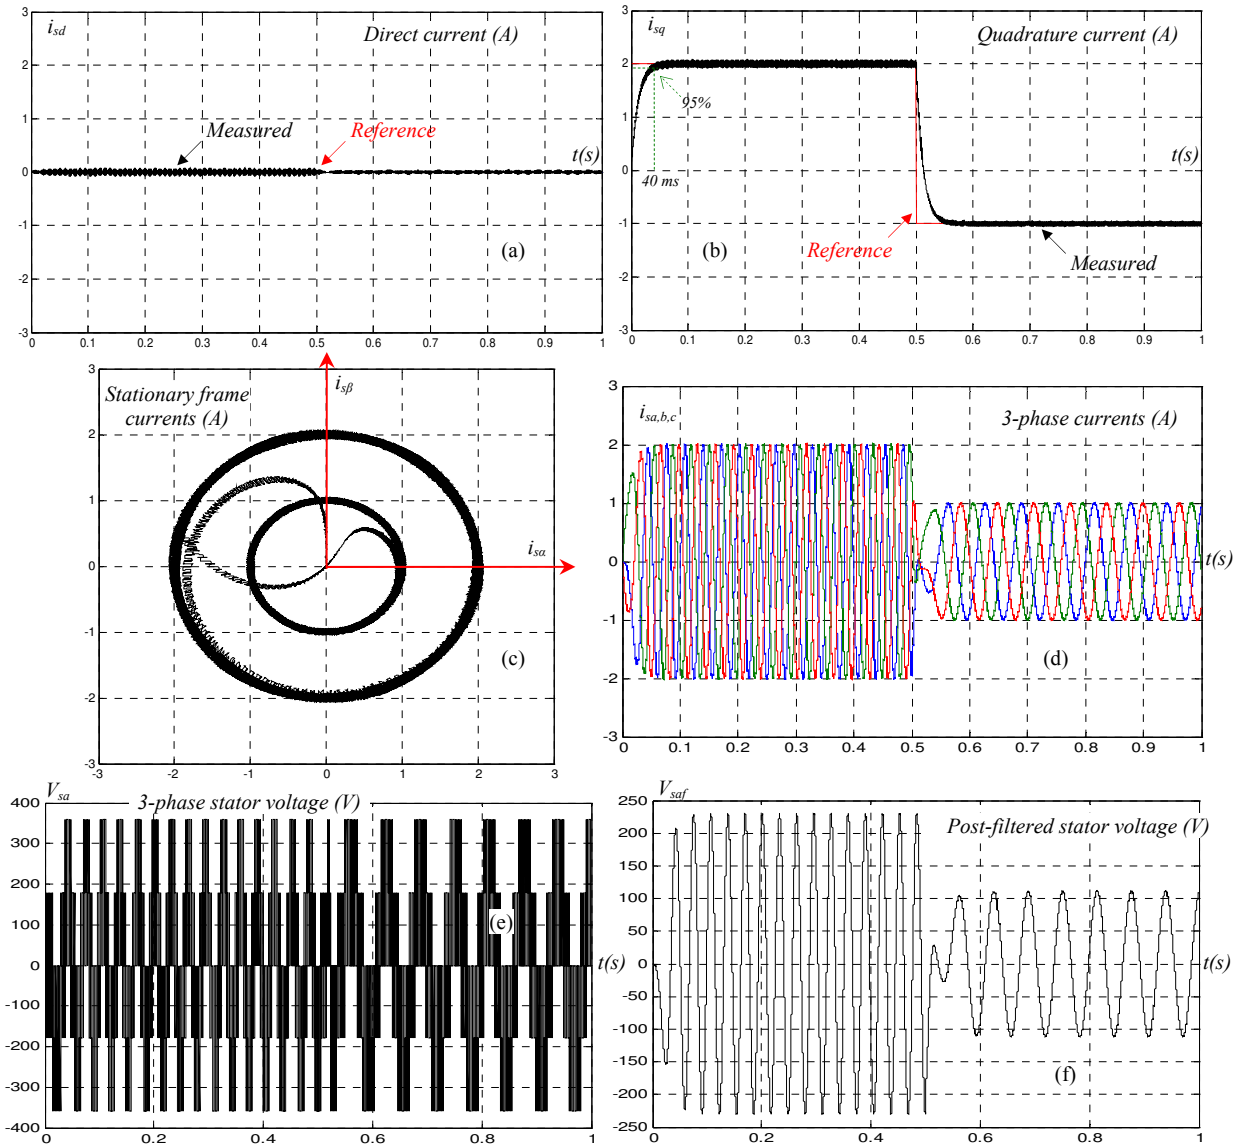 i_sd
Direct current (A)
3
2
1
0
-1
-2
-3
Measured
Reference
t(s)
(a)
0 0.1 0.2 0.3 0.4 0.5 0.6 0.7 0.8 0.9 1
i_sq
Quadrature current (A)
3
2
1
0
-1
-2
-3
95%
40 ms
t(s)
Reference
(b)
Measured
0 0.1 0.2 0.3 0.4 0.5 0.6 0.7 0.8 0.9 1
Stationary frame
currents (A)
i_sβ
i_sα
3
2
1
0
-1
-2
-3
(c)
-3 -2 -1 0 1 2 3
i_sa,b,c
3-phase currents (A)
3
2
1
0
-1
-2
-3
t(s)
(d)
0 0.1 0.2 0.3 0.4 0.5 0.6 0.7 0.8 0.9 1
V_sa
3-phase stator voltage (V)
400
300
200
100
0
-100
-200
-300
-400
(e)
t(s)
0 0.2 0.4 0.6 0.8 1
V_saf
Post-filtered stator voltage (V)
250
200
150
100
50
0
-50
-100
-150
-200
-250
t(s)
(f)
0 0.2 0.4 0.6 0.8 1